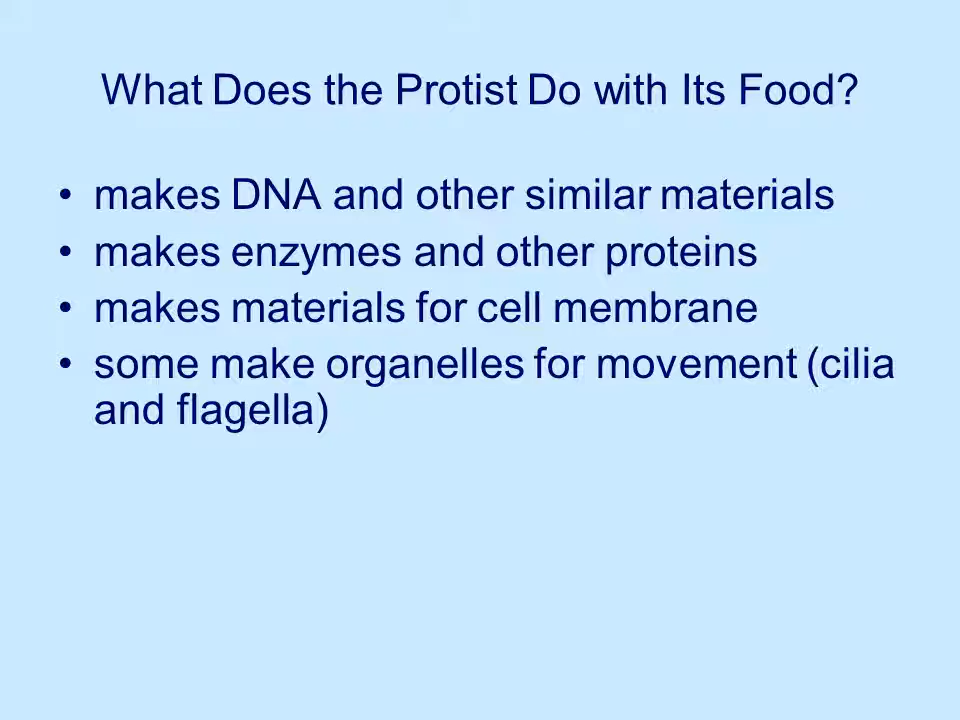 What Does the Protist Do with Its Food?
• makes DNA and other similar materials
• makes enzymes and other proteins
• makes materials for cell membrane
• some make organelles for movement (cilia
and flagella)